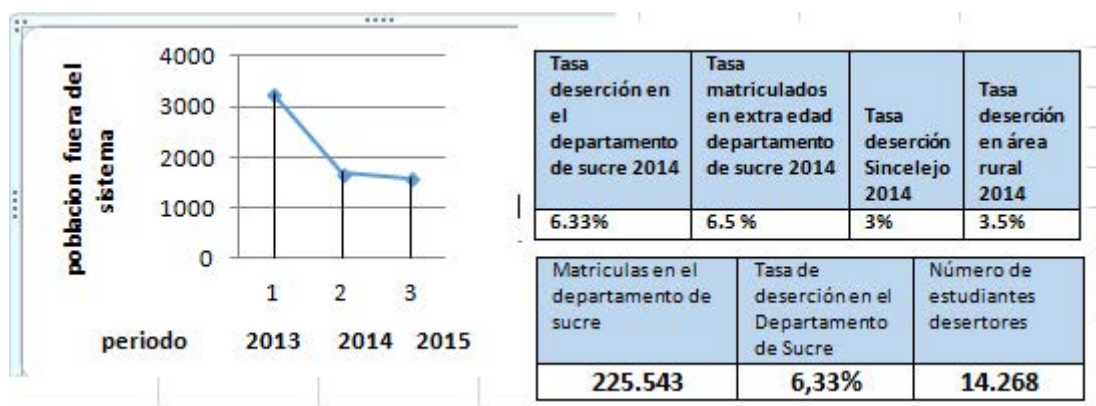 poblacion fuera del
sistema
4000
3000
2000
1000
0
1 2 3
periodo 2013 2014 2015
Tasa
deserción en
el
departamento
de sucre 2014
Tasa
matriculados
en extra edad
departamento
de sucre 2014
Tasa
deserción
Sincelejo
2014
Tasa
deserción
en área
rural
2014
6.33% 6.5 % 3% 3.5%
Matriculas en el
departamento de
sucre
Tasa de
deserción en el
Departamento
de Sucre
Número de
estudiantes
desertores
225.543 6,33% 14.268